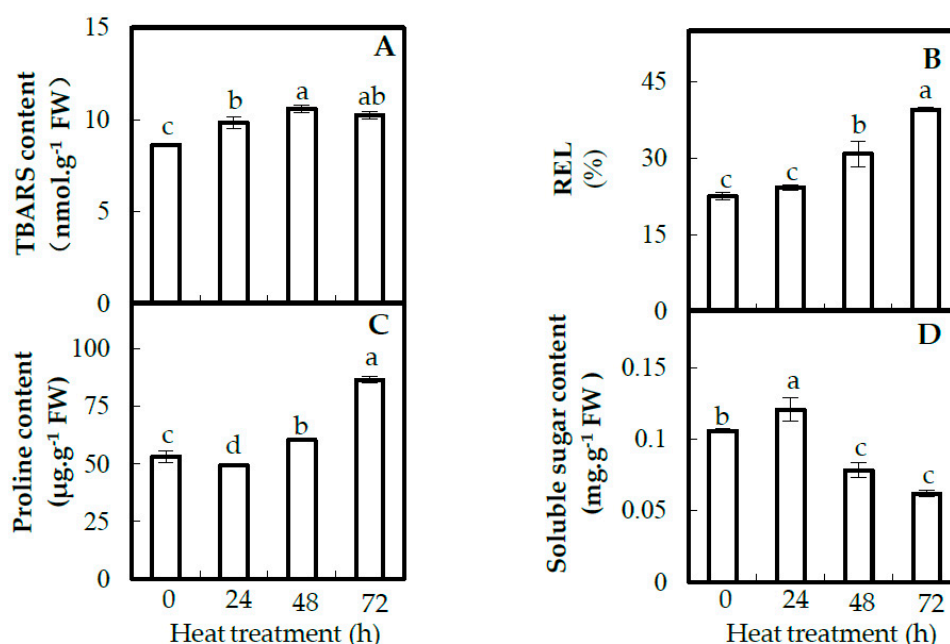 TBARS content
(nmol.g-1 FW)
15
10
5
0
A
c
b
a
ab
REL
(%)
45
30
15
0
B
c
c
b
a
Proline content
(µg.g-1 FW)
100
75
50
25
0
C
c
d
b
a
0
24
48
72
Heat treatment (h)
Soluble sugar content
(mg.g-1 FW)
0.15
0.1
0.05
0
D
b
a
c
c
0
24
48
72
Heat treatment (h)